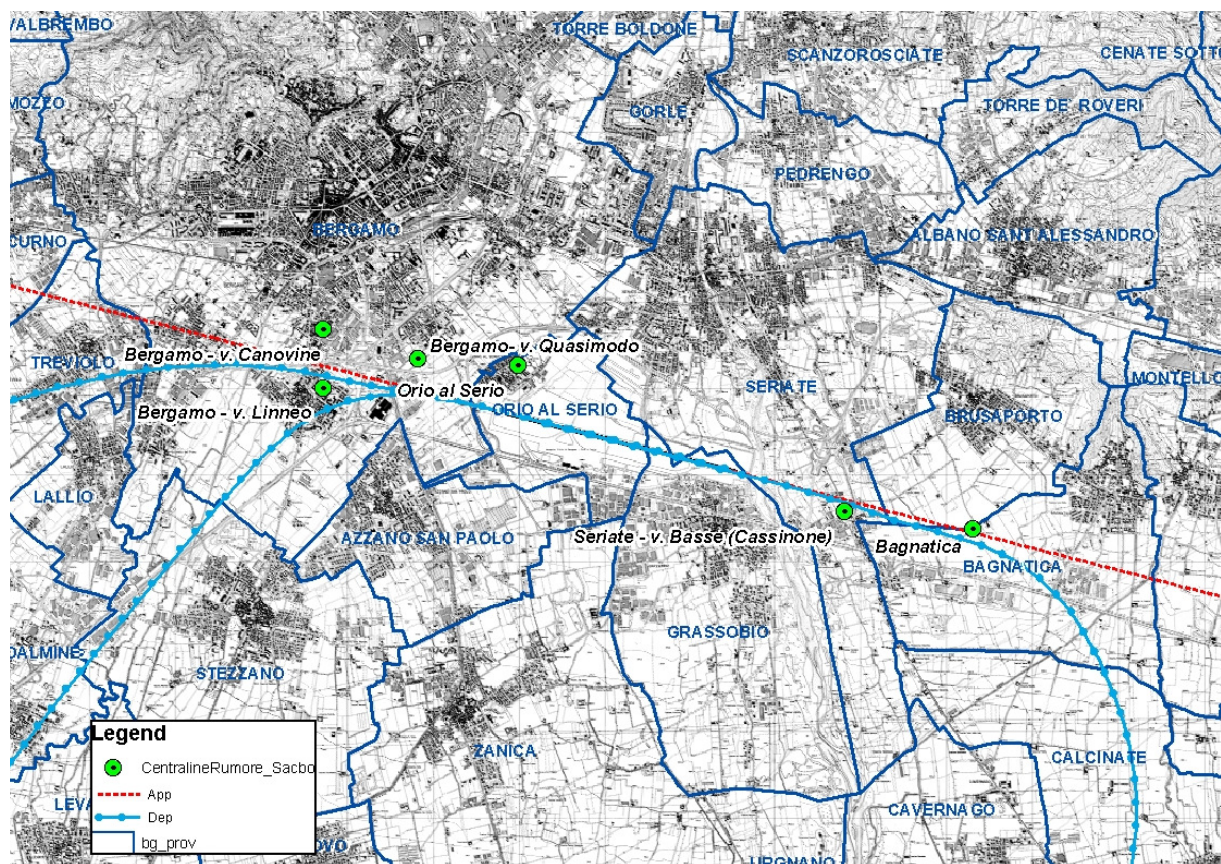 VALBREMBO
TORRE BOLDONE
SCANZOROSCIATE
CENATE SOTT
MOZZO
GORLE
TORRE DE' ROVERI
PEDRENGO
CURNO
BERGAMO
ALBANO SANT'ALESSANDRO
TREVIOLO
Bergamo - v. Canovine
Bergamo- v. Quasimodo
SERIATE
MONTELLO
Bergamo - v. Linneo
Orio al Serio
ORIO AL SERIO
BRUSAPORTO
LALLIO
AZZANO SAN PAOLO
Seriate - v. Basse (Cassinone)
Bagnatica
BAGNATICA
GRASSOBIO
DALMINE
STEZZANO
ZANICA
CALCINATE
CAVERNAGO
LEVA
OVO
URGNANO
Legend
CentralineRumore_Sacbo
App
Dep
bg_prov